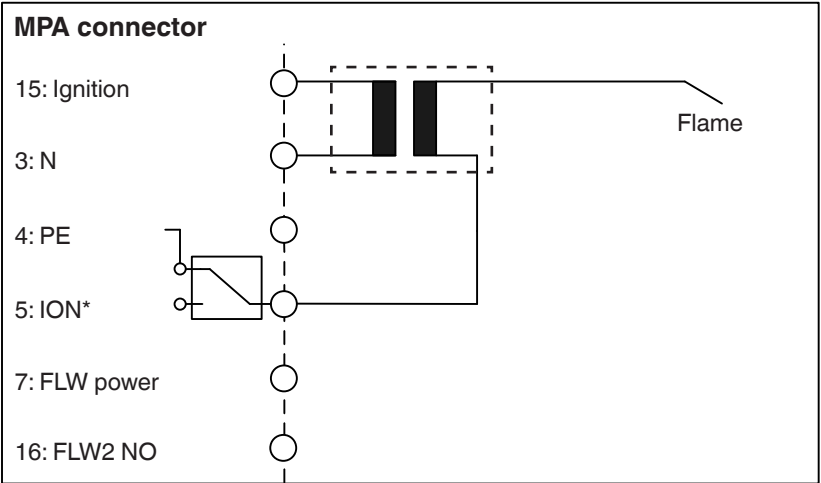 MPA connector
15: Ignition
Flame
3: N
4: PE
5: ION*
7: FLW power
16: FLW2 NO